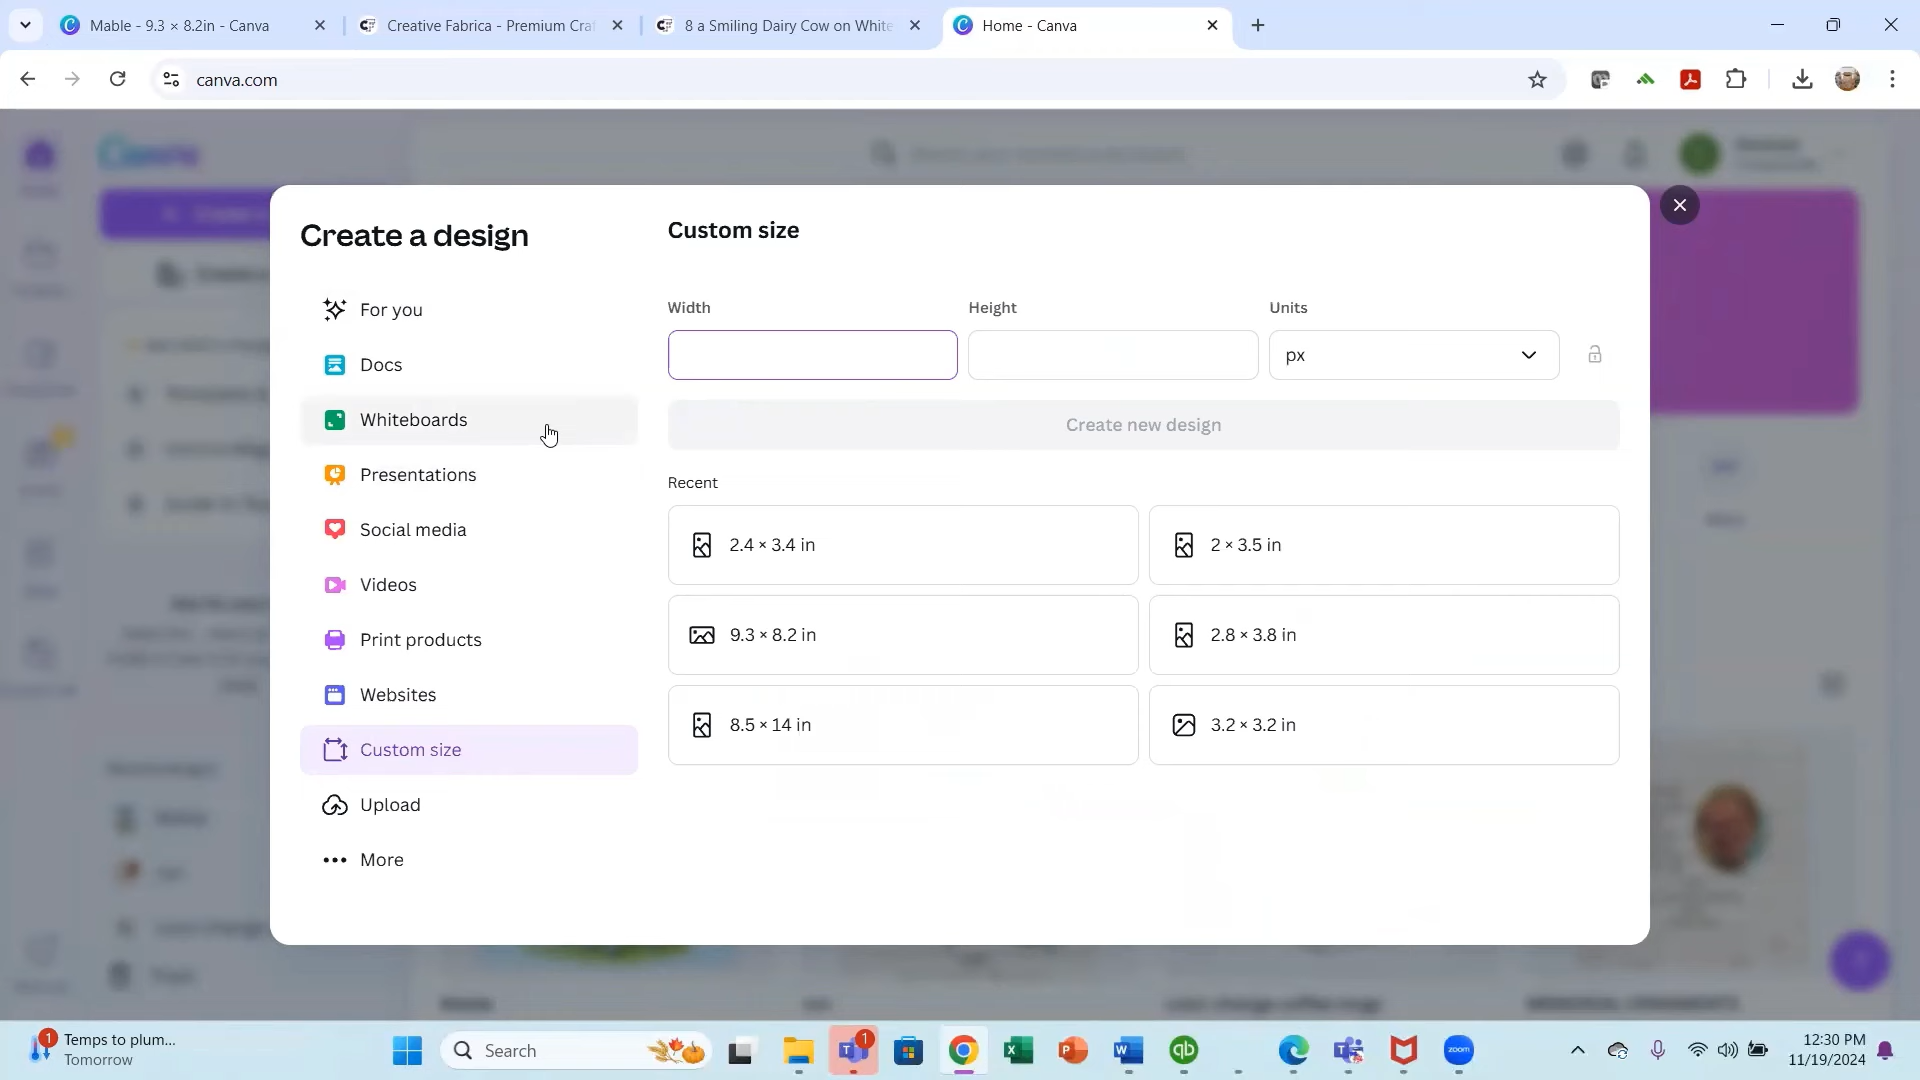 Mable - 9.3 × 8.2in - Canva
Creative Fabrica - Premium Cra
8 a Smiling Dairy Cow on White
Home - Canva
canva.com
Canva
Create a design
For you
Docs
Whiteboards
Presentations
Social media
Videos
Print products
Websites
Custom size
Upload
More
Custom size
Width
Height
Units
px
Create new design
Recent
2.4 × 3.4 in
2 × 3.5 in
9.3 × 8.2 in
2.8 × 3.8 in
8.5 × 14 in
3.2 × 3.2 in
1
Temps to plum...
Tomorrow
Search
1
zoom
12:30 PM
11/19/2024